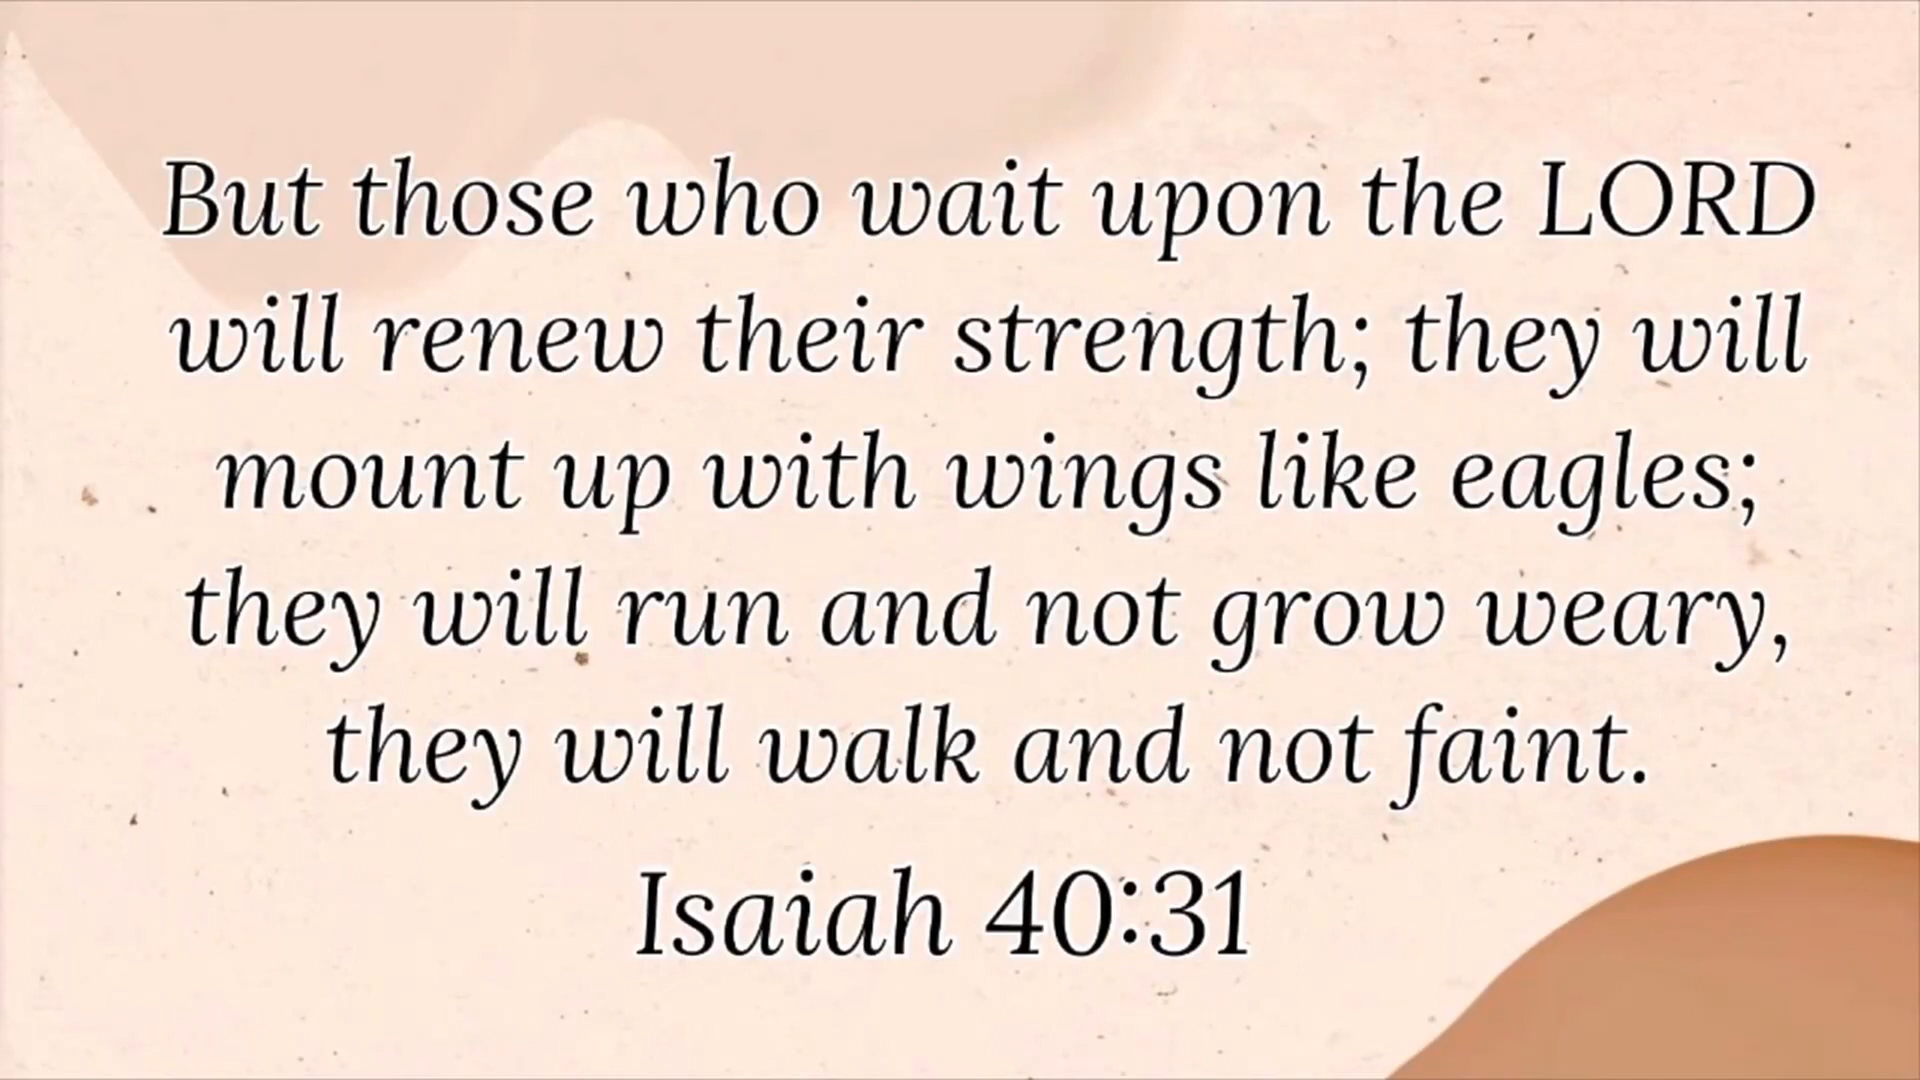 But those who wait upon the LORD
will renew their strength; they will
mount up with wings like eagles;
they will run and not grow weary,
they will walk and not faint.
Isaiah 40:31